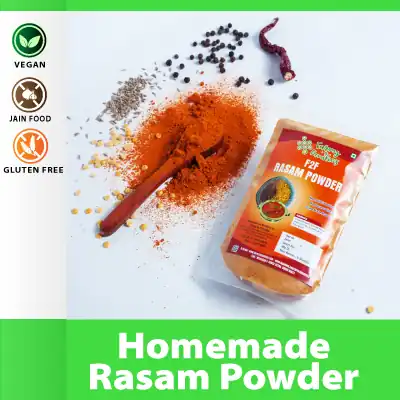 VEGAN
JAIN FOOD
GLUTEN FREE
F2F
RASAM POWDER
Homemade
Rasam Powder